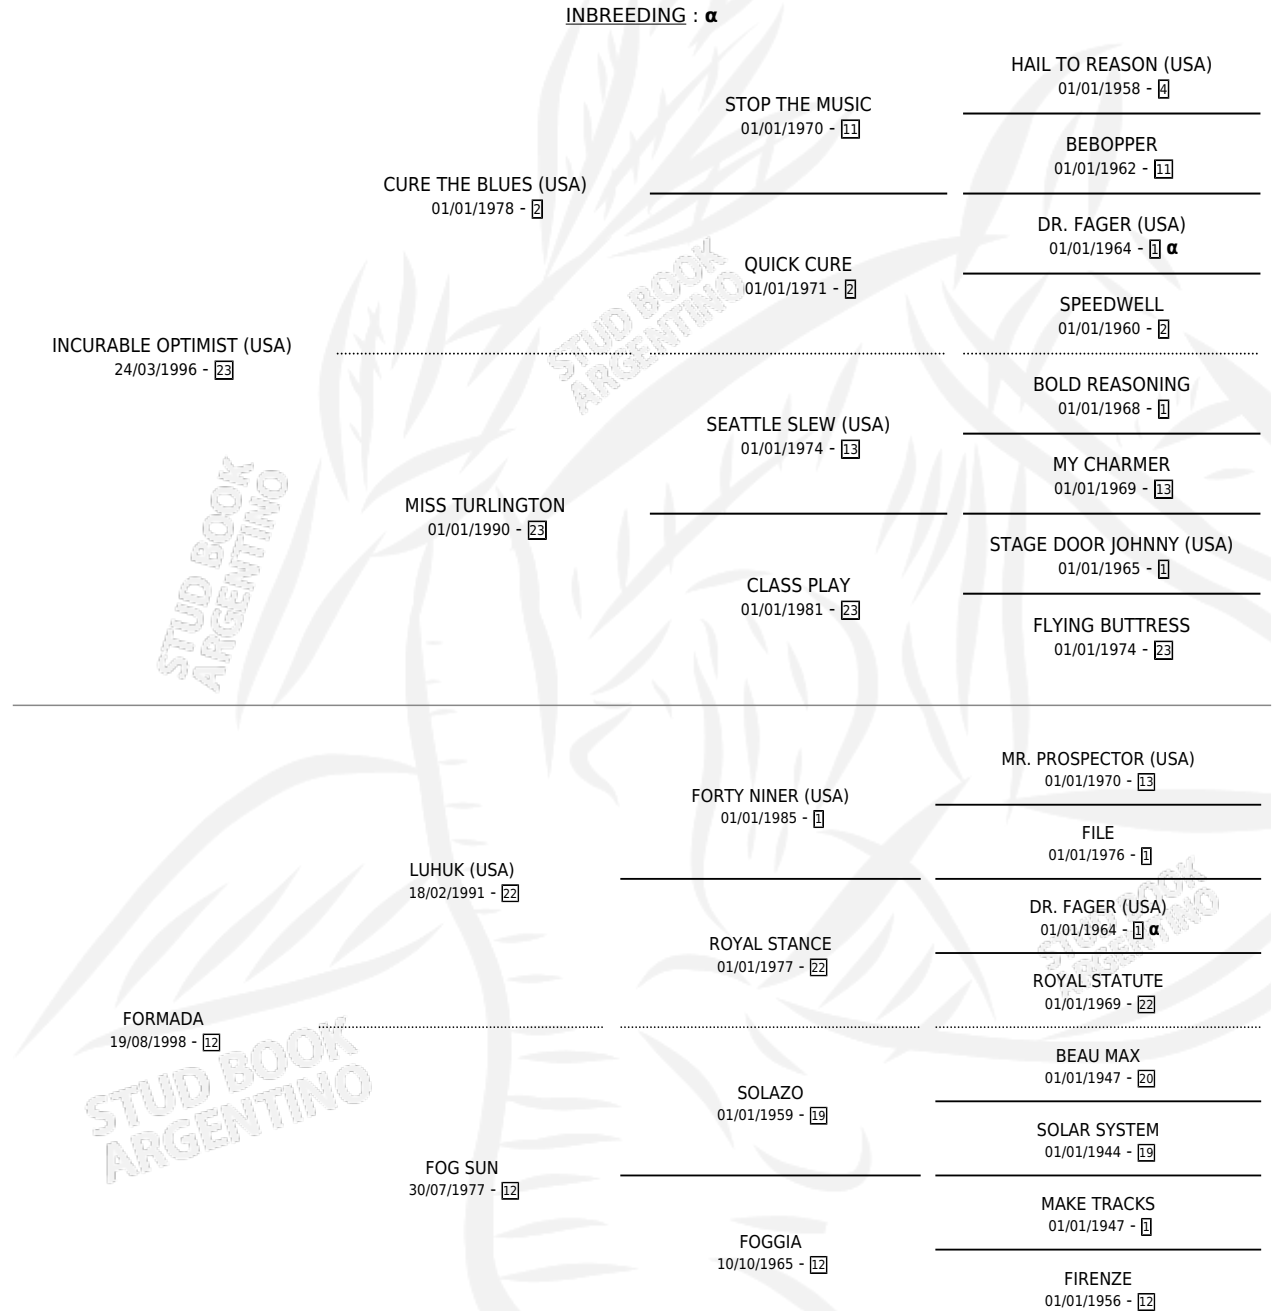 INBREEDING : α
HAIL TO REASON (USA)
01/01/1958 - 4
STOP THE MUSIC
01/01/1970 - 11
BEBOPPER
01/01/1962 - 11
CURE THE BLUES (USA)
01/01/1978 - 2
DR. FAGER (USA)
01/01/1964 - 1 α
QUICK CURE
01/01/1971 - 2
SPEEDWELL
01/01/1960 - 2
INCURABLE OPTIMIST (USA)
24/03/1996 - 23
BOLD REASONING
01/01/1968 - 1
SEATTLE SLEW (USA)
01/01/1974 - 13
MY CHARMER
01/01/1969 - 13
MISS TURLINGTON
01/01/1990 - 23
STAGE DOOR JOHNNY (USA)
01/01/1965 - 1
CLASS PLAY
01/01/1981 - 23
FLYING BUTTRESS
01/01/1974 - 23
MR. PROSPECTOR (USA)
01/01/1970 - 13
FORTY NINER (USA)
01/01/1985 - 1
FILE
01/01/1976 - 1
LUHUK (USA)
18/02/1991 - 22
DR. FAGER (USA)
01/01/1964 - 1 α
ROYAL STANCE
01/01/1977 - 22
ROYAL STATUTE
01/01/1969 - 22
FORMADA
19/08/1998 - 12
BEAU MAX
01/01/1947 - 20
SOLAZO
01/01/1959 - 19
SOLAR SYSTEM
01/01/1944 - 19
FOG SUN
30/07/1977 - 12
MAKE TRACKS
01/01/1947 - 1
FOGGIA
10/10/1965 - 12
FIRENZE
01/01/1956 - 12
STUD BOOK
ARGENTINO
STUD BOOK
ARGENTINO
STUD BOOK
ARGENTINO
STUD BOOK
ARGENTINO